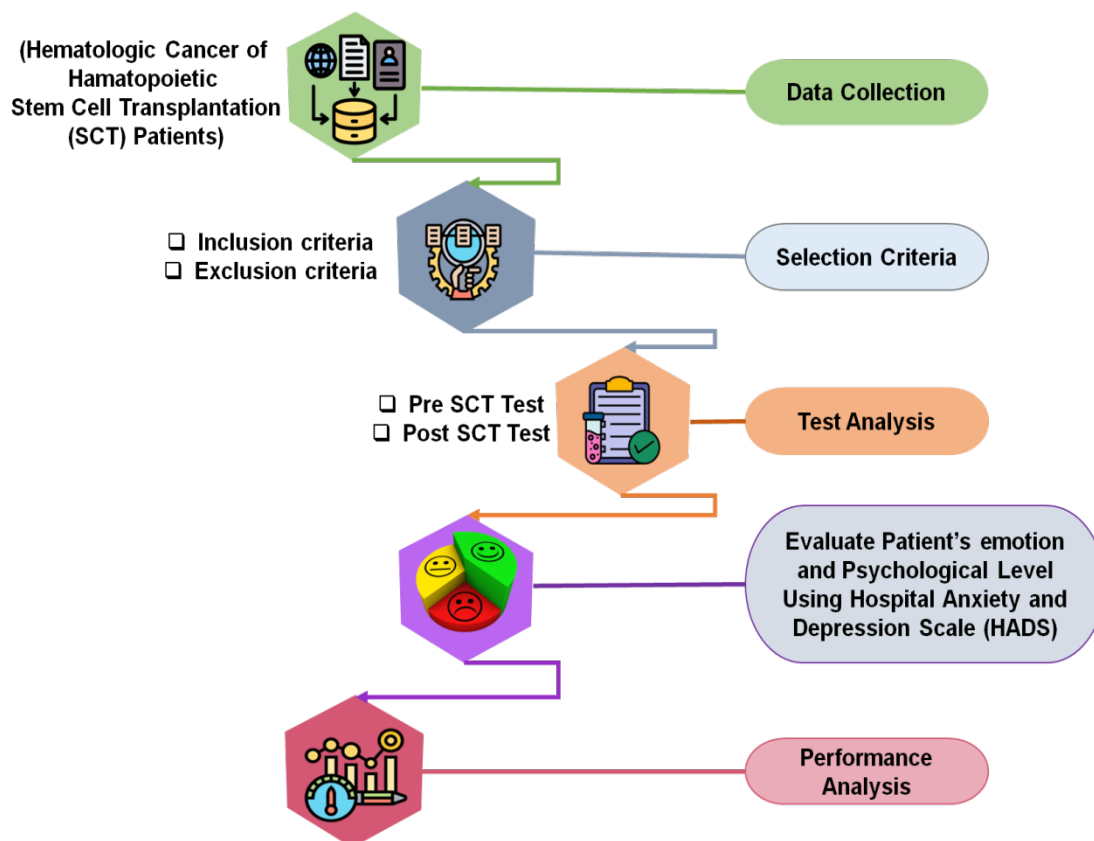 (Hematologic Cancer of
Hamatopoietic
Stem Cell Transplantation
(SCT) Patients)
Data Collection
❑ Inclusion criteria
❑ Exclusion criteria
Selection Criteria
❑ Pre SCT Test
❑ Post SCT Test
Test Analysis
Evaluate Patient’s emotion
and Psychological Level
Using Hospital Anxiety and
Depression Scale (HADS)
Performance
Analysis